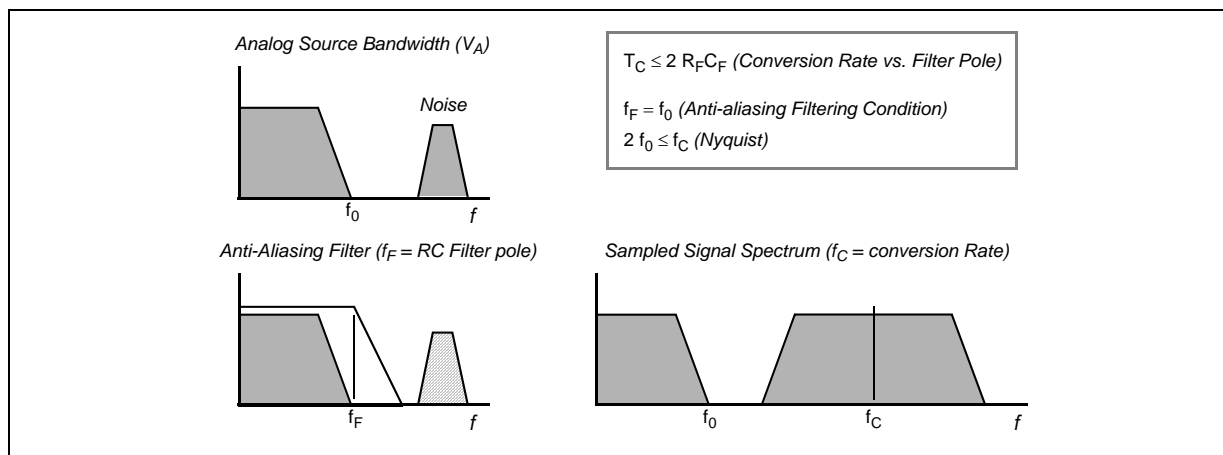 Analog Source Bandwidth (VA)
Noise
f0
f
TC ≤ 2 RFCF (Conversion Rate vs. Filter Pole)
fF = f0 (Anti-aliasing Filtering Condition)
2 f0 ≤ fC (Nyquist)
Anti-Aliasing Filter (fF = RC Filter pole)
fF
f
Sampled Signal Spectrum (fC = conversion Rate)
f0
fC
f